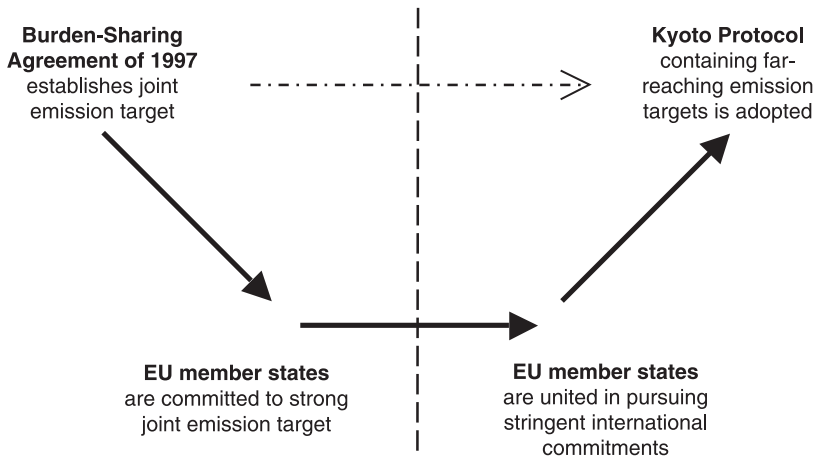 Burden-Sharing
Agreement of 1997
establishes joint
emission target
Kyoto Protocol
containing far-
reaching emission
targets is adopted
EU member states
are committed to strong
joint emission target
EU member states
are united in pursuing
stringent international
commitments